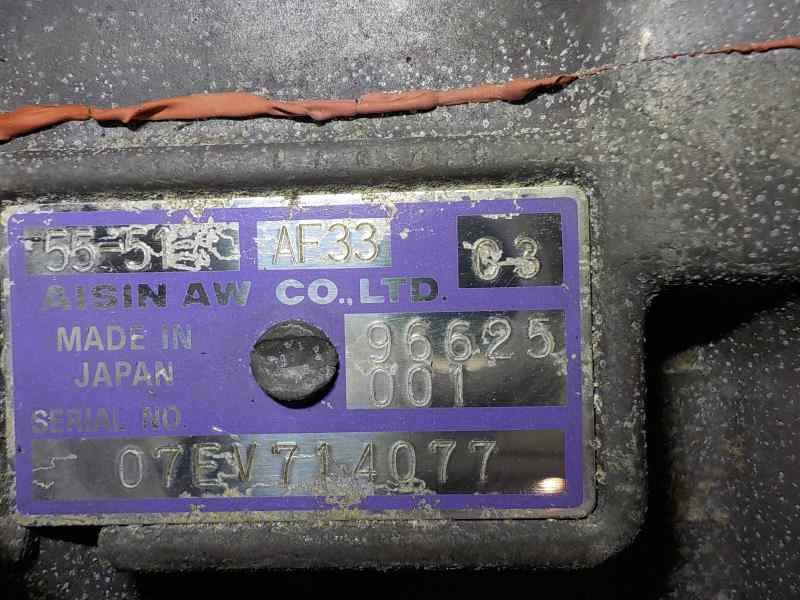 55-51 AF33 C3
AISIN AW CO.,LTD.
MADE IN
JAPAN
96625
001
SERIAL NO.
07EV714077